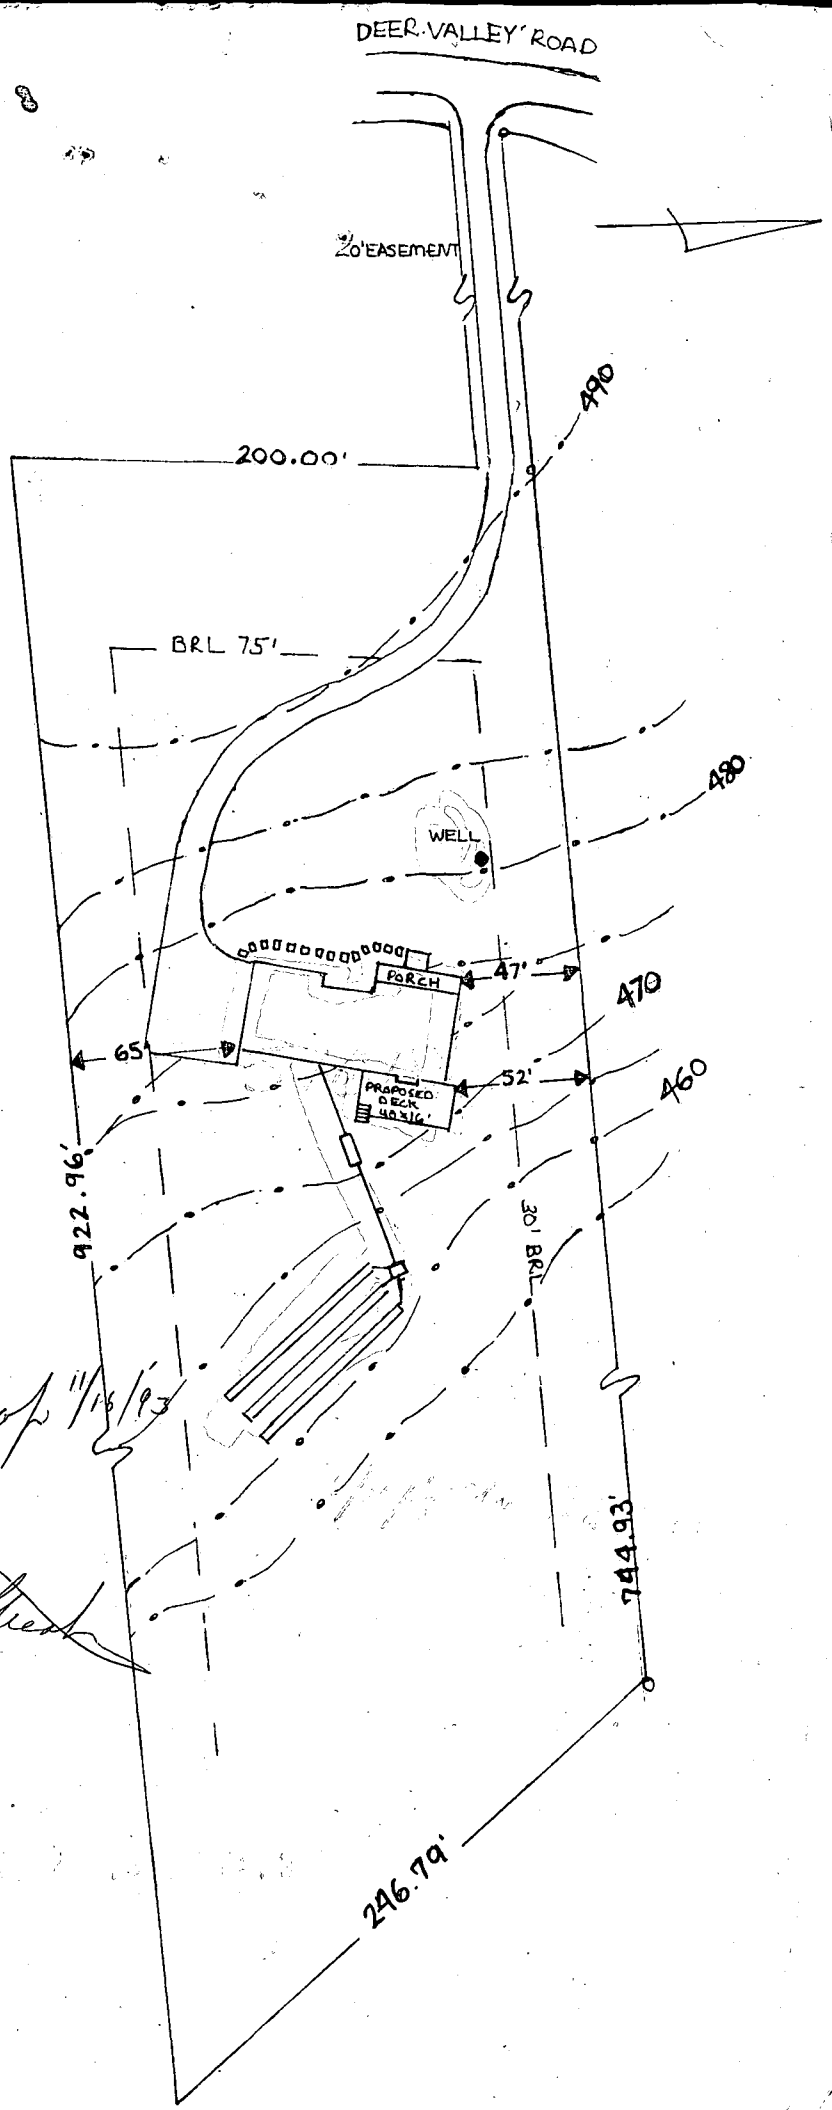 DEER VALLEY ROAD
20' EASEMENT
490
200.00'
BRL 75'
480
WELL
PORCH
47'
470
65'
52'
460
PROPOSED
DECK
40x16'
922.96'
30' BRL
11/16/93
744.93'
246.79'